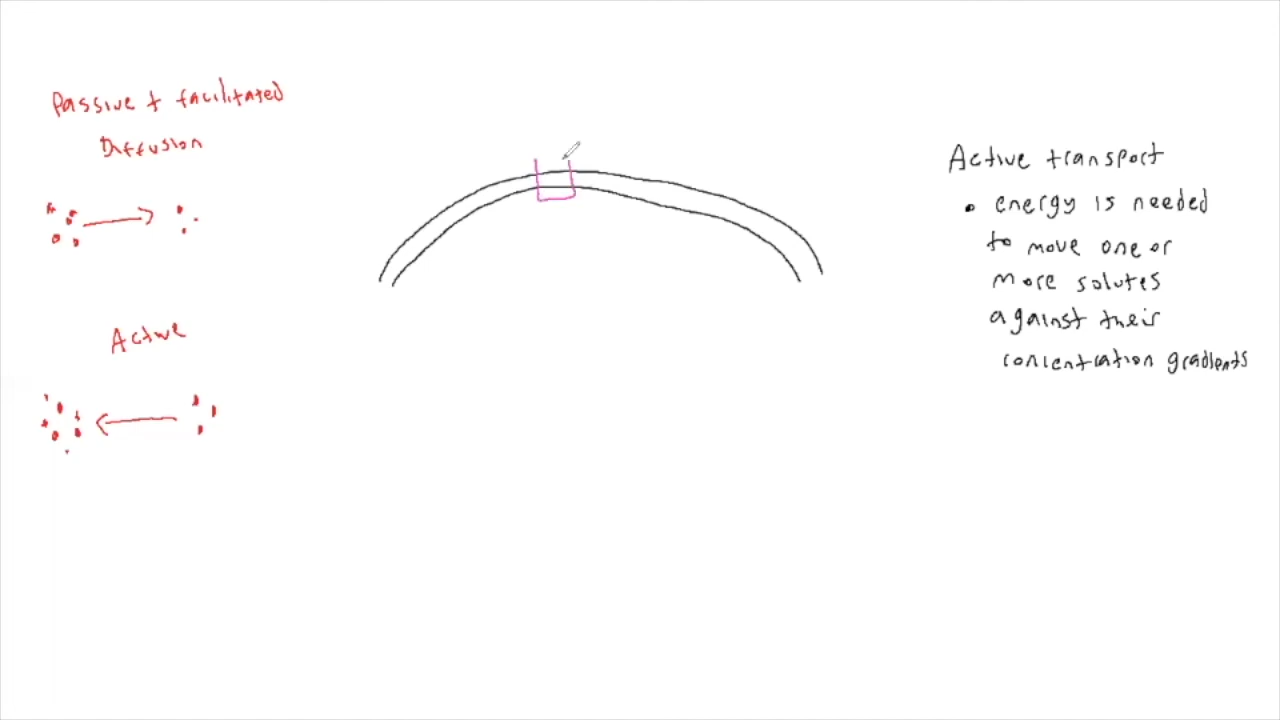 Passive + facilitated
Diffusion
Active
Active transport
• energy is needed
to move one or
more solutes
against their
concentration gradients